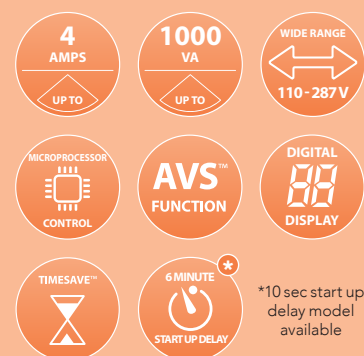 4
AMPS
UP TO
1000
VA
UP TO
WIDE RANGE
110-287 V
MICROPROCESSOR
CONTROL
AVS™
FUNCTION
DIGITAL
88
DISPLAY
TIMESAVE™
6 MINUTE
*
START UP DELAY
*10 sec start up
delay model
available